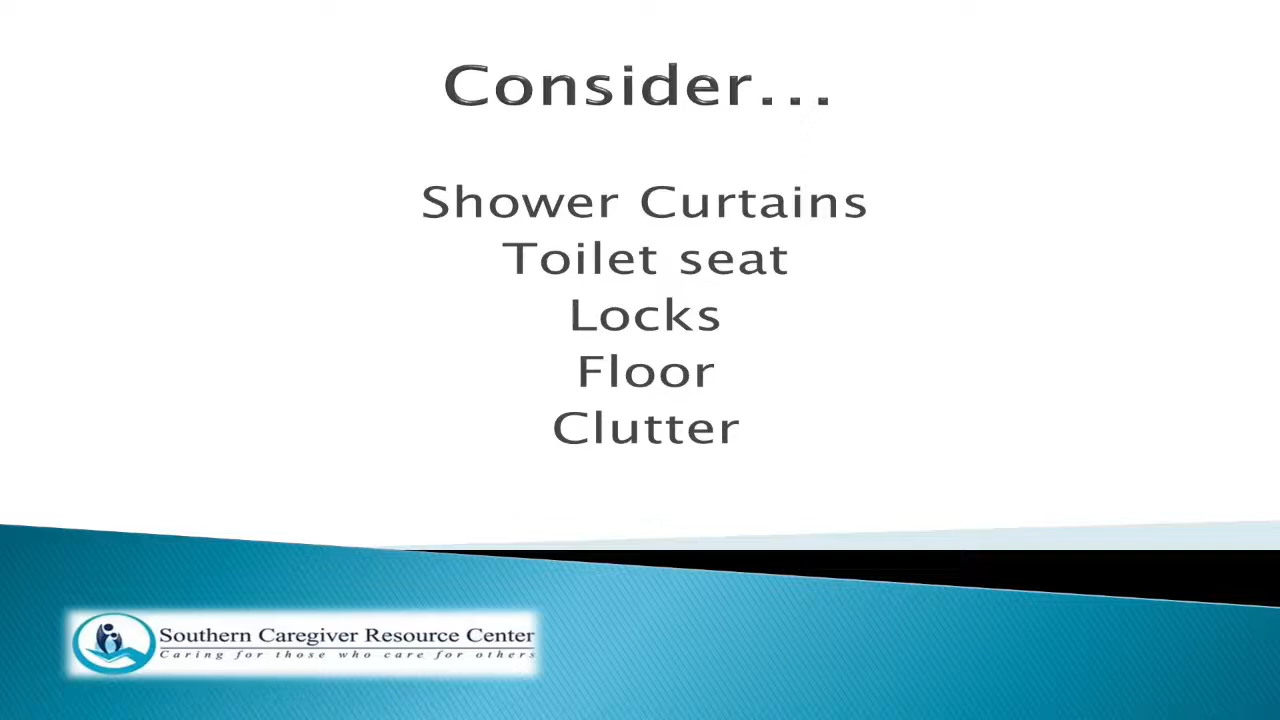 Consider...
Shower Curtains
Toilet seat
Locks
Floor
Clutter
Southern Caregiver Resource Center
Caring for those who care for others